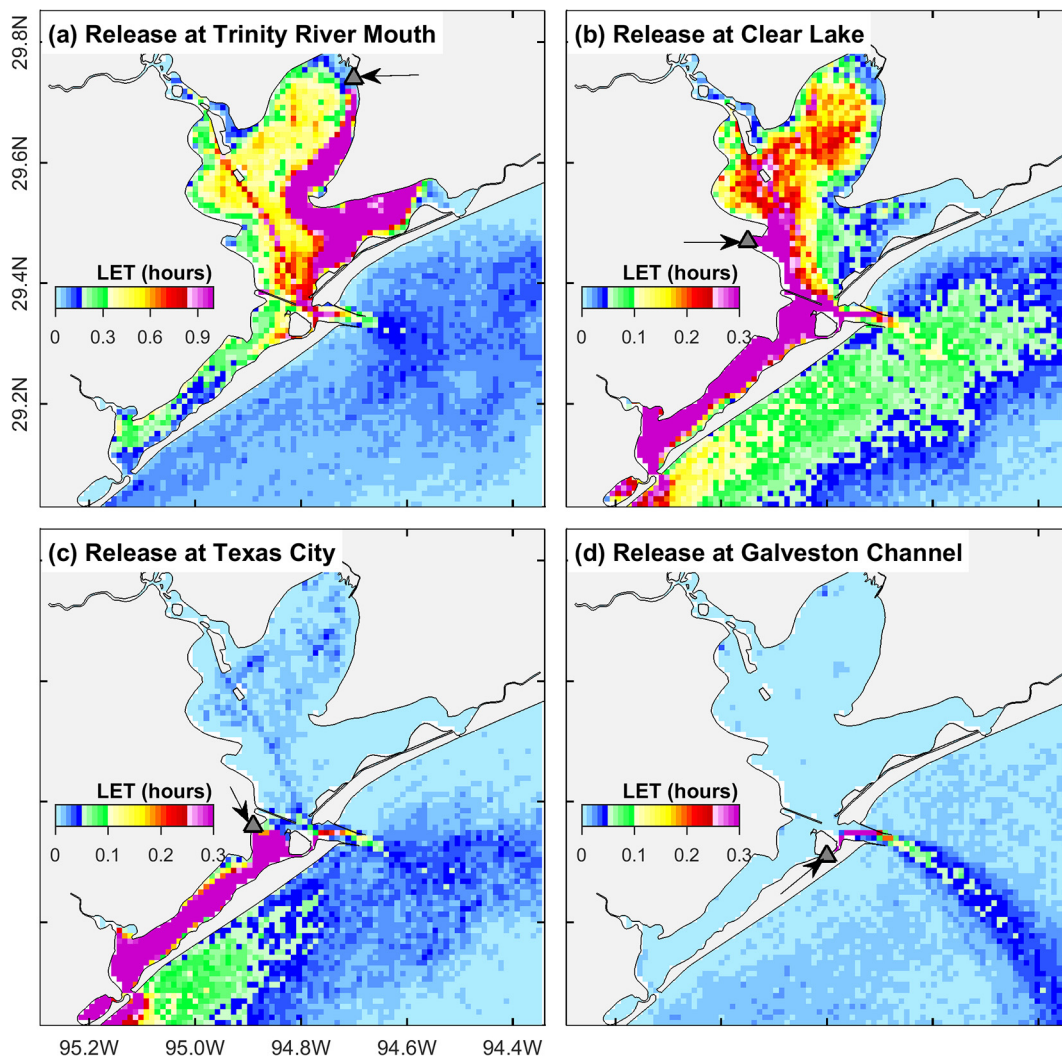 (a) Release at Trinity River Mouth
(b) Release at Clear Lake
29.8N
29.6N
29.4N
29.2N
LET (hours)
0 0.3 0.6 0.9
LET (hours)
0 0.1 0.2 0.3
(c) Release at Texas City
(d) Release at Galveston Channel
LET (hours)
0 0.1 0.2 0.3
LET (hours)
0 0.1 0.2 0.3
95.2W 95.0W 94.8W 94.6W 94.4W